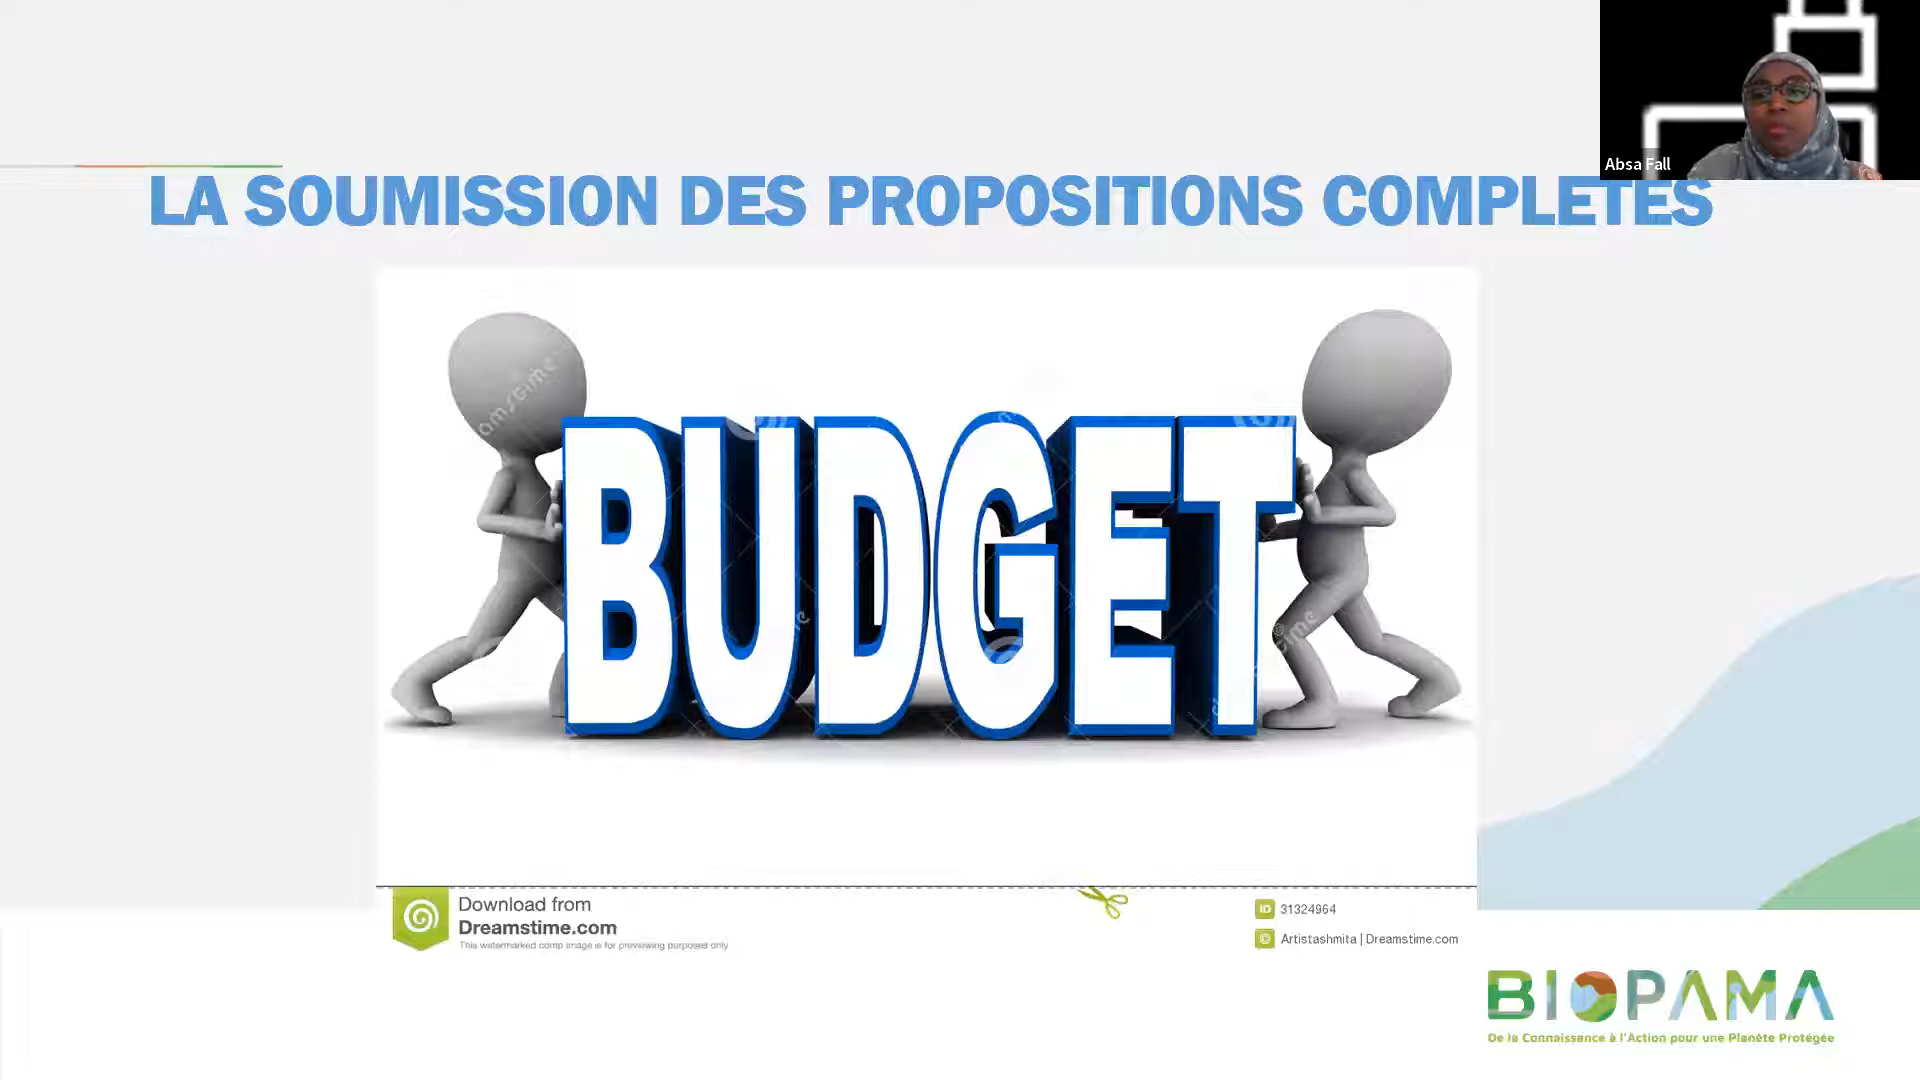 Absa Fall
LA SOUMISSION DES PROPOSITIONS COMPLETES
BUDGET
Download from
Dreamstime.com
This watermarked comp image is for previewing purposes only
ID 31324964
© Artistashmita | Dreamstime.com
BIOPAMA
De la Connaissance à l'Action pour une Planète Protégée